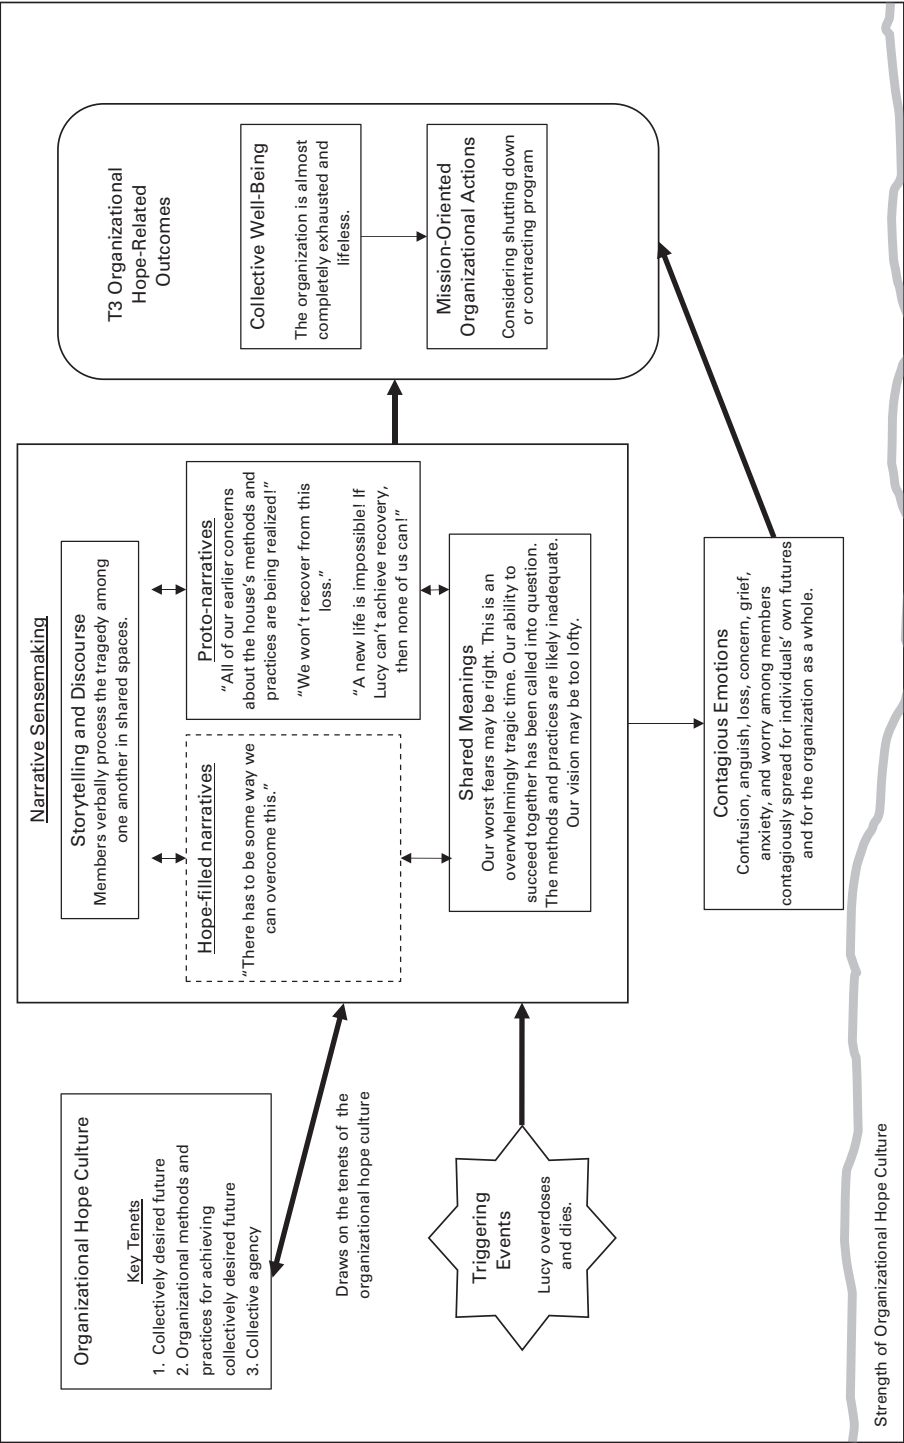 Organizational Hope Culture
Key Tenets
1. Collectively desired future
2. Organizational methods and
practices for achieving
collectively desired future
3. Collective agency
Draws on the tenets of the
organizational hope culture
Triggering
Events
Lucy overdoses
and dies.
Narrative Sensemaking
Storytelling and Discourse
Members verbally process the tragedy among
one another in shared spaces.
Hope-filled narratives
“There has to be some way we
can overcome this.”
Proto-narratives
“All of our earlier concerns
about the house’s methods and
practices are being realized!”
“We won’t recover from this
loss.”
“A new life is impossible! If
Lucy can’t achieve recovery,
then none of us can!”
Shared Meanings
Our worst fears may be right. This is an
overwhelmingly tragic time. Our ability to
succeed together has been called into question.
The methods and practices are likely inadequate.
Our vision may be too lofty.
Contagious Emotions
Confusion, anguish, loss, concern, grief,
anxiety, and worry among members
contagiously spread for individuals’ own futures
and for the organization as a whole.
T3 Organizational
Hope-Related
Outcomes
Collective Well-Being
The organization is almost
completely exhausted and
lifeless.
Mission-Oriented
Organizational Actions
Considering shutting down
or contracting program
Strength of Organizational Hope Culture